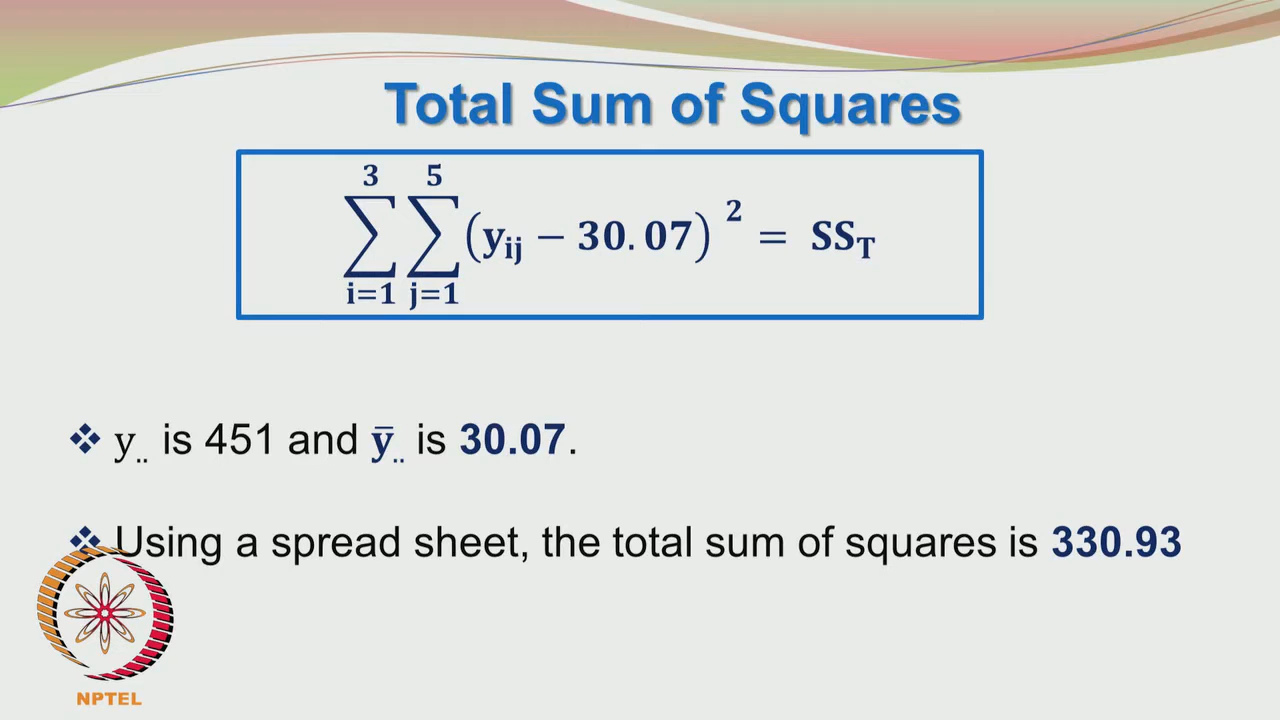 Total Sum of Squares
3 5
∑ ∑ (yij − 30.07)² = SST
i=1 j=1
❖ y.. is 451 and ȳ.. is 30.07.
❖ Using a spread sheet, the total sum of squares is 330.93
NPTEL